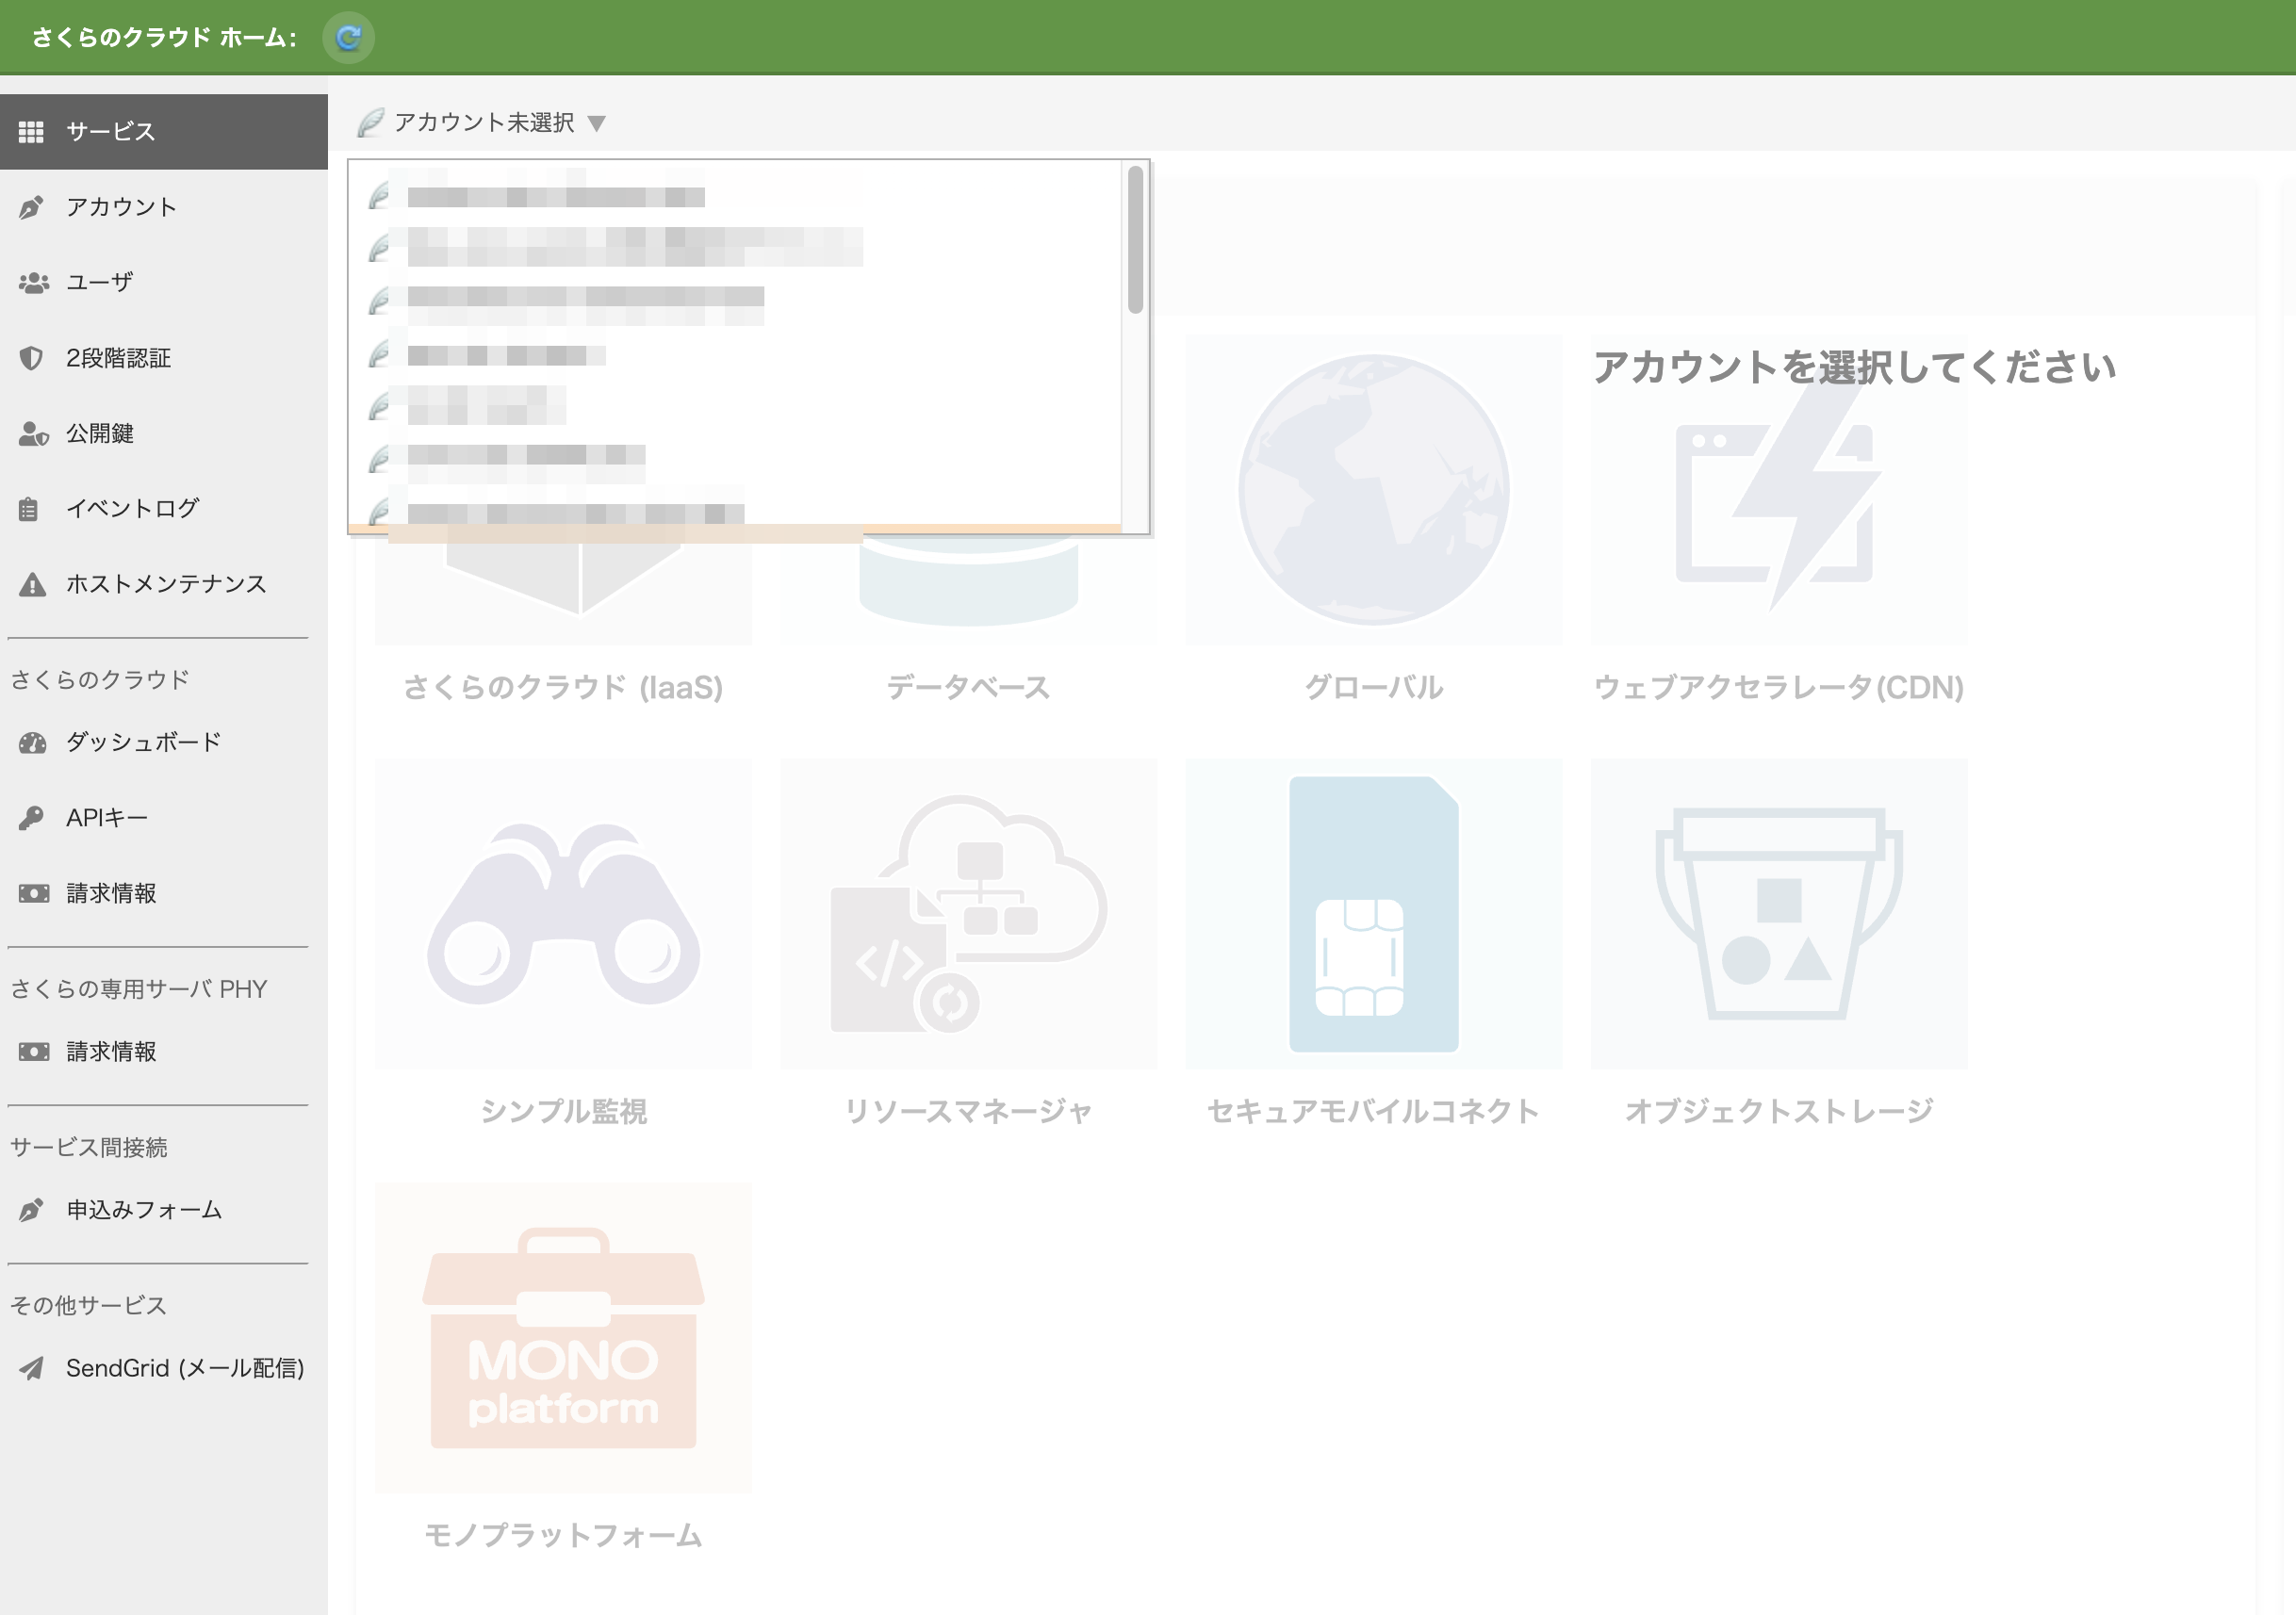 さくらのクラウド ホーム:
サービス
アカウント
ユーザ
2段階認証
公開鍵
イベントログ
ホストメンテナンス
さくらのクラウド
ダッシュボード
APIキー
請求情報
さくらの専用サーバ PHY
請求情報
サービス間接続
申込みフォーム
その他サービス
SendGrid (メール配信)
アカウント未選択 ▼
アカウントを選択してください
さくらのクラウド (IaaS)
データベース
グローバル
ウェブアクセラレータ(CDN)
シンプル監視
リソースマネージャ
セキュアモバイルコネクト
オブジェクトストレージ
MONO
platform
モノプラットフォーム